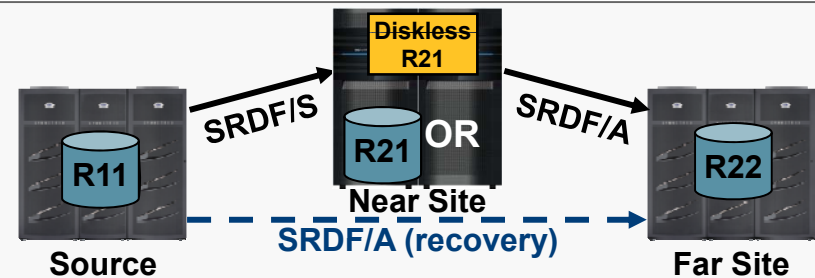 Diskless
R21
SRDF/S
SRDF/A
R11
R21
OR
R22
Near Site
SRDF/A (recovery)
Source
Far Site